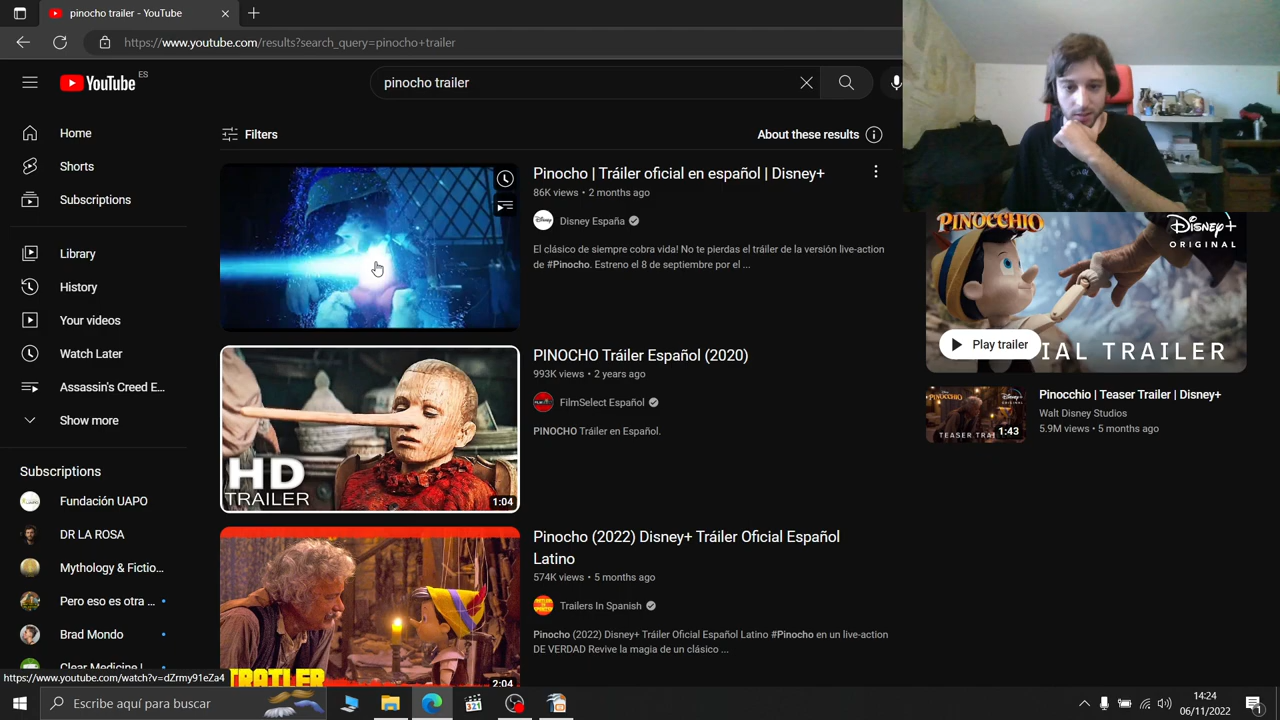 pinocho trailer - YouTube
https://www.youtube.com/results?search_query=pinocho+trailer
YouTube
ES
pinocho trailer
Home
Shorts
Subscriptions
Library
History
Your videos
Watch Later
Assassin's Creed E...
Show more
Subscriptions
Fundación UAPO
DR LA ROSA
Mythology & Fictio...
Pero eso es otra ...
Brad Mondo
Clear Medicine |
https://www.youtube.com/watch?v=dZrmy91eZa4
Filters
About these results
Pinocho | Tráiler oficial en español | Disney+
86K views • 2 months ago
Disney España
El clásico de siempre cobra vida! No te pierdas el tráiler de la versión live-action
de #Pinocho. Estreno el 8 de septiembre por el ...
HD
TRAILER
1:04
PINOCHO Tráiler Español (2020)
993K views • 2 years ago
FilmSelect Español
PINOCHO Tráiler en Español.
TRAILER
2:04
Pinocho (2022) Disney+ Tráiler Oficial Español
Latino
574K views • 5 months ago
Trailers In Spanish
Pinocho (2022) Disney+ Tráiler Oficial Español Latino #Pinocho en un live-action
DE VERDAD Revive la magia de un clásico ...
PINOCCHIO
Disney+
ORIGINAL
Play trailer
IAL TRAILER
PINOCCHIO
TEASER TRAI
1:43
Pinocchio | Teaser Trailer | Disney+
Walt Disney Studios
5.9M views • 5 months ago
Escribe aquí para buscar
321
14:24
06/11/2022
1